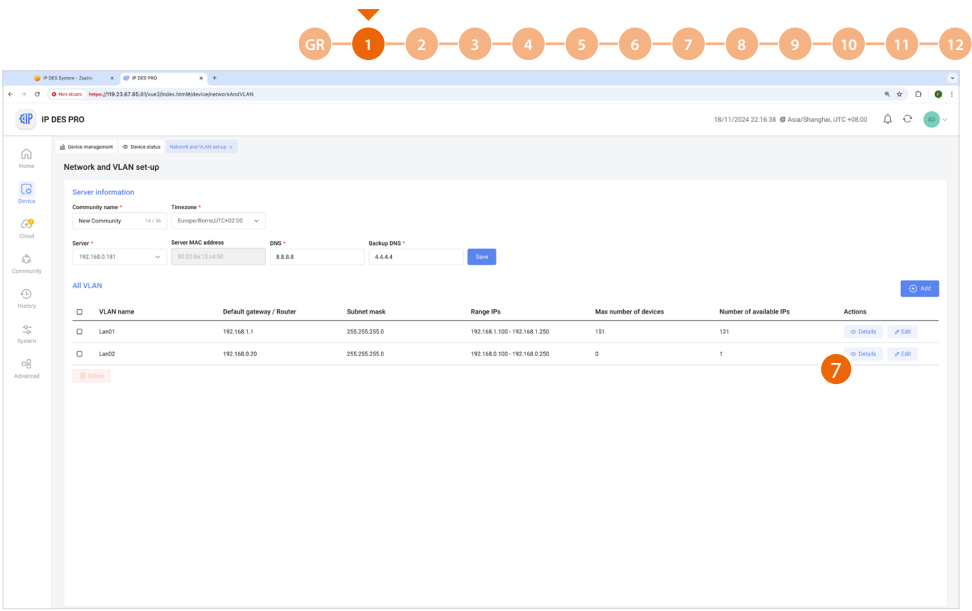 GR 1 2 3 4 5 6 7 8 9 10 11 12
IP DES System - Zeplin × IP DES PRO × +
Non sicuro https://119.23.67.85:81/vue3/index.html#/device/networkAndVLAN
IP DES PRO 18/11/2024 22:16:38 @ Asia/Shanghai, UTC +08:00 AD
Home
Device
Cloud
Community
History
System
Advanced
Device management Device status Network and VLAN set-up ×
Network and VLAN set-up
Server information
Community name * Timezone *
New Community 14 / 36 Europe/Rome,UTC+02:00
Server * Server MAC address DNS * Backup DNS *
192.168.0.181 90:02:8a:13:c4:50 8.8.8.8 4.4.4.4 Save
All VLAN Add
VLAN name Default gateway / Router Subnet mask Range IPs Max number of devices Number of available IPs Actions
Lan01 192.168.1.1 255.255.255.0 192.168.1.100 - 192.168.1.250 151 121 Details Edit
Lan02 192.168.0.20 255.255.255.0 192.168.0.100 - 192.168.0.250 0 1 Details Edit
Delete 7